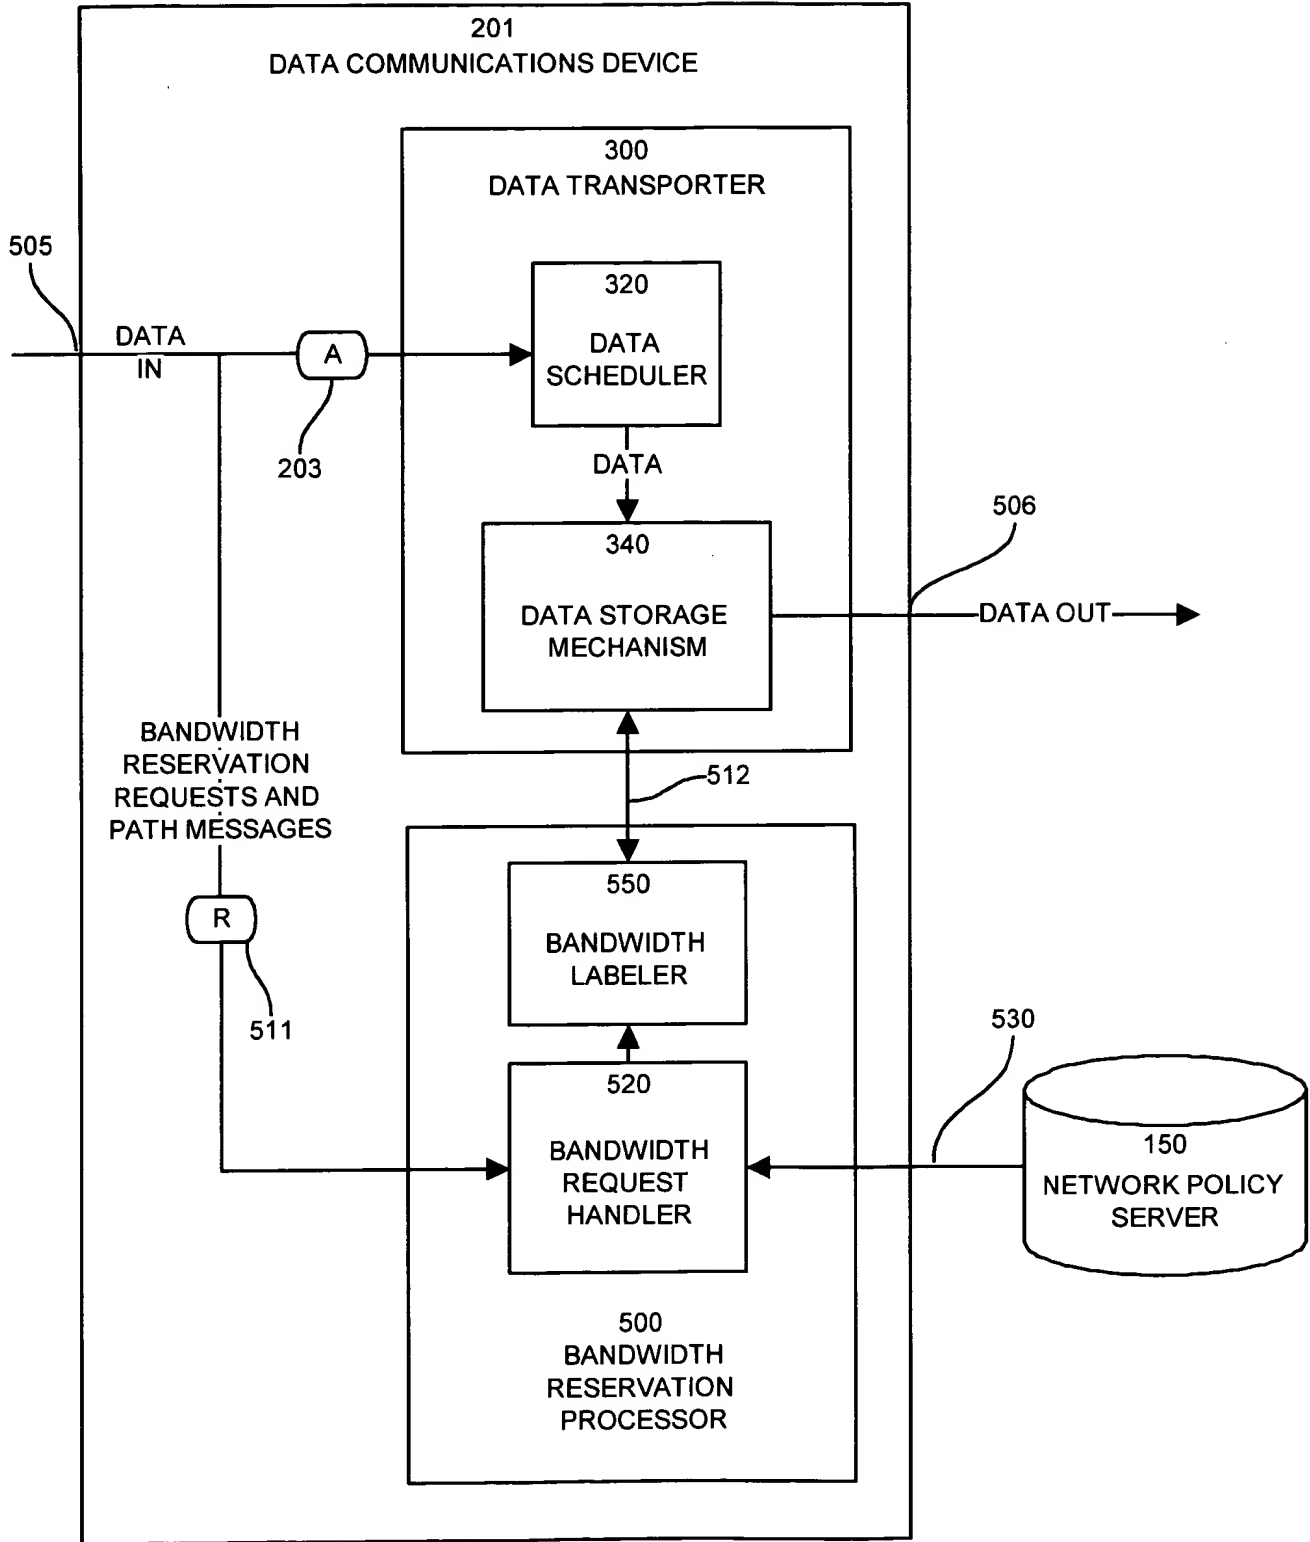 201
DATA COMMUNICATIONS DEVICE
300
DATA TRANSPORTER
505
320
DATA
SCHEDULER
DATA
IN
A
203
DATA
506
340
DATA STORAGE
MECHANISM
DATA OUT
BANDWIDTH
RESERVATION
REQUESTS AND
PATH MESSAGES
512
550
BANDWIDTH
LABELER
R
511
530
520
BANDWIDTH
REQUEST
HANDLER
150
NETWORK POLICY
SERVER
500
BANDWIDTH
RESERVATION
PROCESSOR